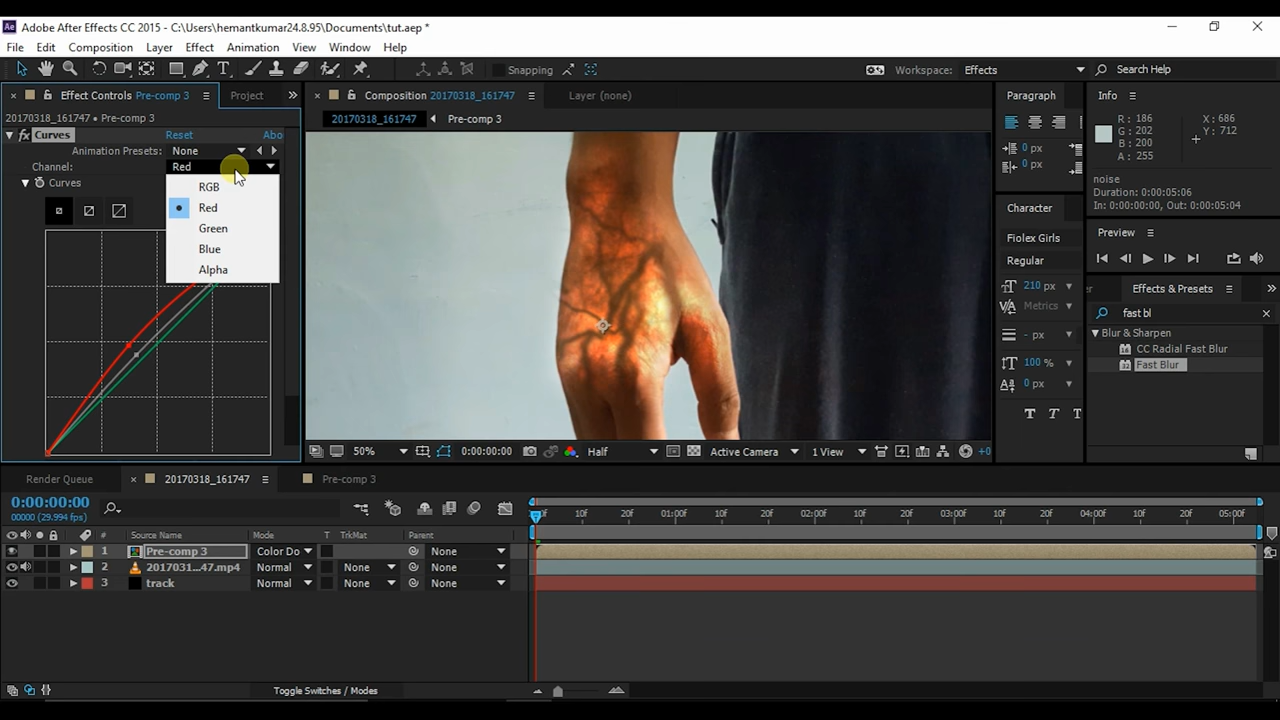 Ae Adobe After Effects CC 2015 - C:\Users\hemantkumar24.8.95\Documents\tut.aep *
File Edit Composition Layer Effect Animation View Window Help
Snapping
Workspace: Effects
Search Help
Effect Controls Pre-comp 3
Project
20170318_161747 • Pre-comp 3
fx Curves Reset Abo
Animation Presets: None
Channel: Red
Curves
RGB
Red
Green
Blue
Alpha
Composition 20170318_161747
Layer (none)
20170318_161747 Pre-comp 3
50% 0:00:00:00 Half Active Camera 1 View +0
Paragraph
0 px
0 px
Character
Fiolex Girls
Regular
210 px
Metrics
- px
100 %
0 px
T T T
Info
R : 186
G : 202
B : 200
A : 255
X : 686
Y : 712
noise
Duration: 0:00:05:06
In: 0:00:00:00, Out: 0:00:05:04
Preview
er Effects & Presets
fast bl
Blur & Sharpen
CC Radial Fast Blur
Fast Blur
Render Queue 20170318_161747 Pre-comp 3
0:00:00:00
00000 (29.994 fps)
# Source Name Mode T TrkMat Parent
1 Pre-comp 3 Color Do None
2 2017031...47.mp4 Normal None None
3 track Normal None None
10f 20f 01:00f 10f 20f 02:00f 10f 20f 03:00f 10f 20f 04:00f 10f 20f 05:00f
Toggle Switches / Modes